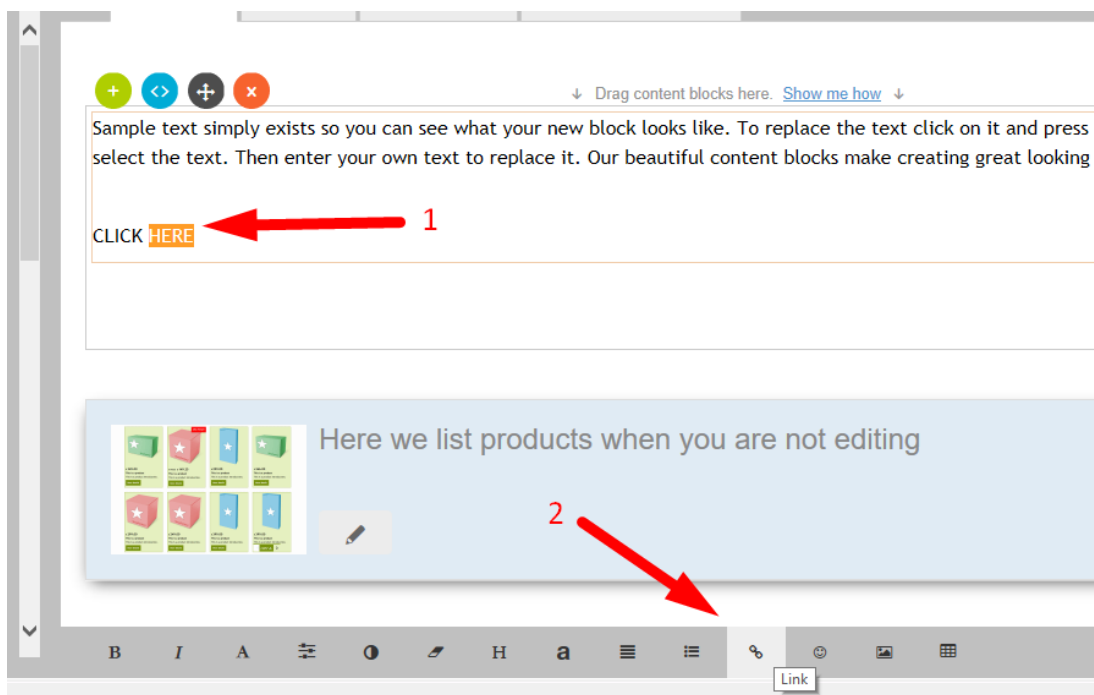 ↓ Drag content blocks here. Show me how ↓
Sample text simply exists so you can see what your new block looks like. To replace the text click on it and press
select the text. Then enter your own text to replace it. Our beautiful content blocks make creating great looking
1
CLICK HERE
Here we list products when you are not editing
2
B I A H a
Link